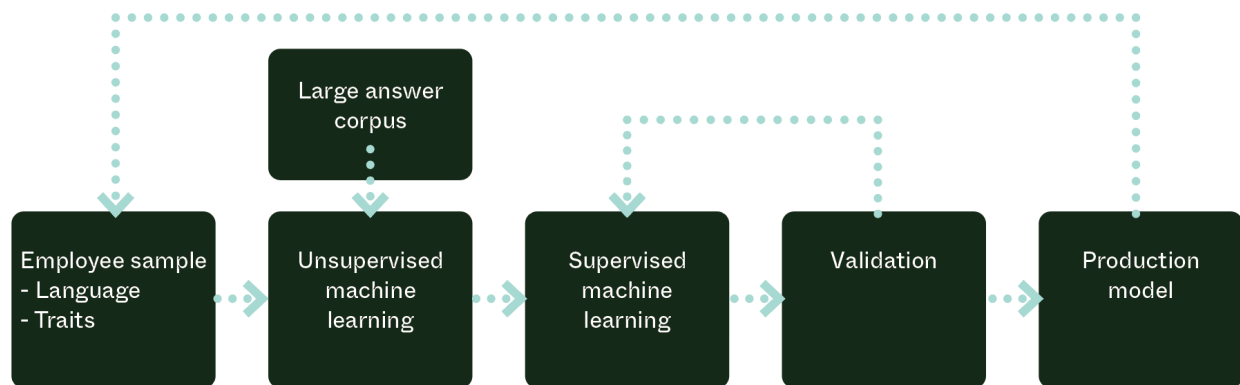 Large answer
corpus
Employee sample
- Language
- Traits
Unsupervised
machine
learning
Supervised
machine
learning
Validation
Production
model